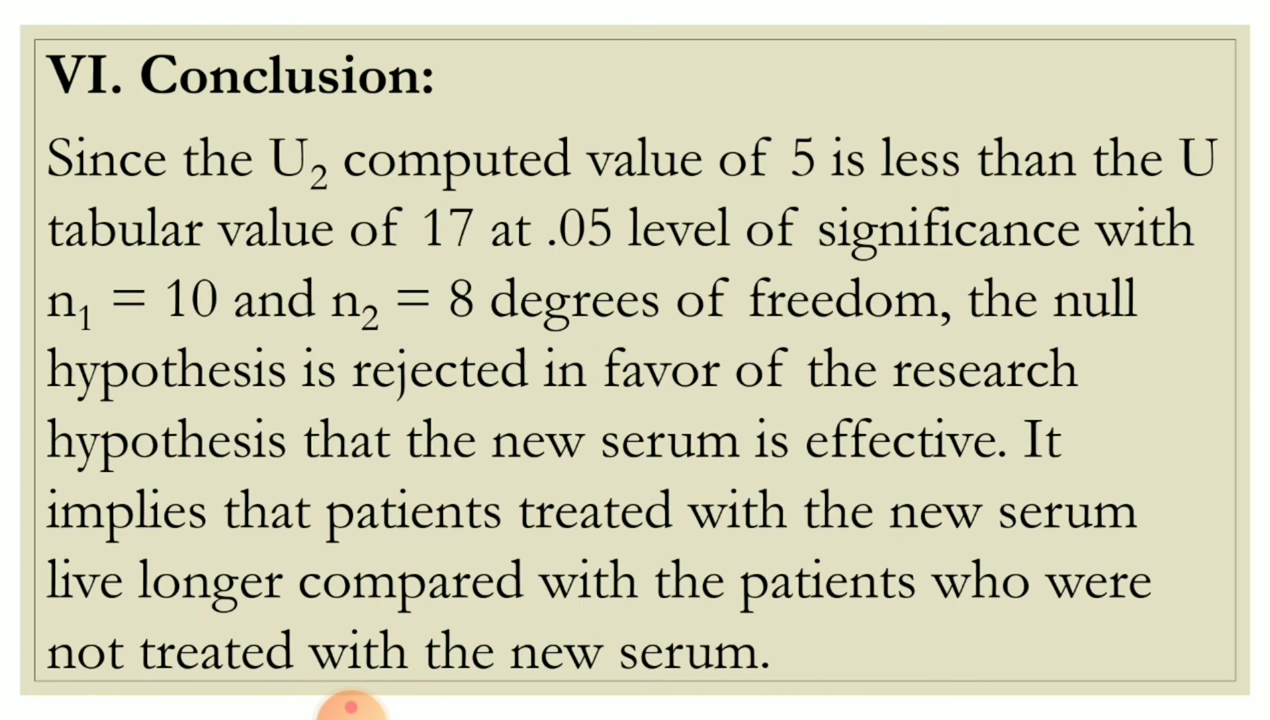 VI. Conclusion:
Since the U₂ computed value of 5 is less than the U
tabular value of 17 at .05 level of significance with
n₁ = 10 and n₂ = 8 degrees of freedom, the null
hypothesis is rejected in favor of the research
hypothesis that the new serum is effective. It
implies that patients treated with the new serum
live longer compared with the patients who were
not treated with the new serum.